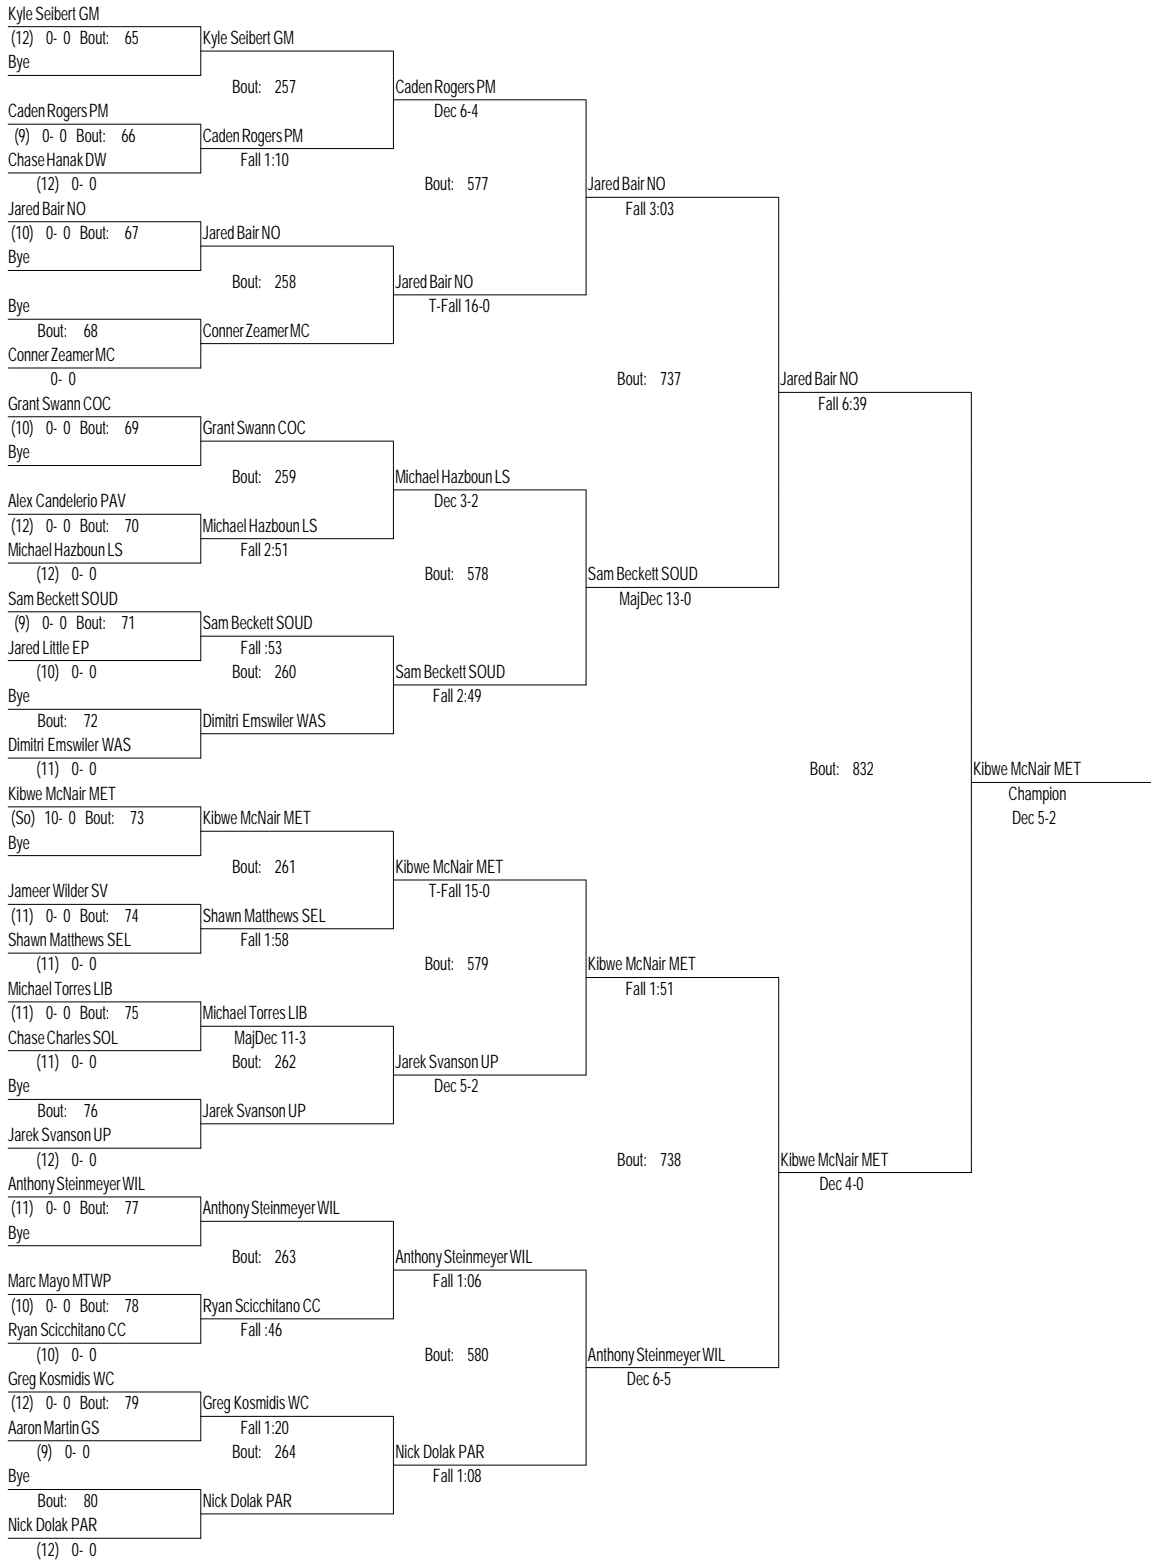 Kyle Seibert GM
(12) 0- 0 Bout: 65
Kyle Seibert GM
Bye
Bout: 257
Caden Rogers PM
Caden Rogers PM
Dec 6-4
(9) 0- 0 Bout: 66
Caden Rogers PM
Chase Hanak DW
Fall 1:10
(12) 0- 0
Bout: 577
Jared Bair NO
Jared Bair NO
Fall 3:03
(10) 0- 0 Bout: 67
Jared Bair NO
Bye
Bout: 258
Jared Bair NO
Bye
T-Fall 16-0
Bout: 68
Conner Zeamer MC
Conner Zeamer MC
0- 0
Bout: 737
Jared Bair NO
Grant Swann COC
Fall 6:39
(10) 0- 0 Bout: 69
Grant Swann COC
Bye
Bout: 259
Michael Hazboun LS
Alex Candelerio PAV
Dec 3-2
(12) 0- 0 Bout: 70
Michael Hazboun LS
Michael Hazboun LS
Fall 2:51
(12) 0- 0
Bout: 578
Sam Beckett SOUD
Sam Beckett SOUD
MajDec 13-0
(9) 0- 0 Bout: 71
Sam Beckett SOUD
Jared Little EP
Fall :53
(10) 0- 0
Bout: 260
Sam Beckett SOUD
Bye
Fall 2:49
Bout: 72
Dimitri Emswiler WAS
Dimitri Emswiler WAS
(11) 0- 0
Bout: 832
Kibwe McNair MET
Kibwe McNair MET
Champion
(So) 10- 0 Bout: 73
Kibwe McNair MET
Dec 5-2
Bye
Bout: 261
Kibwe McNair MET
Jameer Wilder SV
T-Fall 15-0
(11) 0- 0 Bout: 74
Shawn Matthews SEL
Shawn Matthews SEL
Fall 1:58
(11) 0- 0
Bout: 579
Kibwe McNair MET
Michael Torres LIB
Fall 1:51
(11) 0- 0 Bout: 75
Michael Torres LIB
Chase Charles SOL
MajDec 11-3
(11) 0- 0
Bout: 262
Jarek Svanson UP
Bye
Dec 5-2
Bout: 76
Jarek Svanson UP
Jarek Svanson UP
(12) 0- 0
Bout: 738
Kibwe McNair MET
Anthony Steinmeyer WIL
Dec 4-0
(11) 0- 0 Bout: 77
Anthony Steinmeyer WIL
Bye
Bout: 263
Anthony Steinmeyer WIL
Marc Mayo MTWP
Fall 1:06
(10) 0- 0 Bout: 78
Ryan Scicchitano CC
Ryan Scicchitano CC
Fall :46
(10) 0- 0
Bout: 580
Anthony Steinmeyer WIL
Greg Kosmidis WC
Dec 6-5
(12) 0- 0 Bout: 79
Greg Kosmidis WC
Aaron Martin GS
Fall 1:20
(9) 0- 0
Bout: 264
Nick Dolak PAR
Bye
Fall 1:08
Bout: 80
Nick Dolak PAR
Nick Dolak PAR
(12) 0- 0